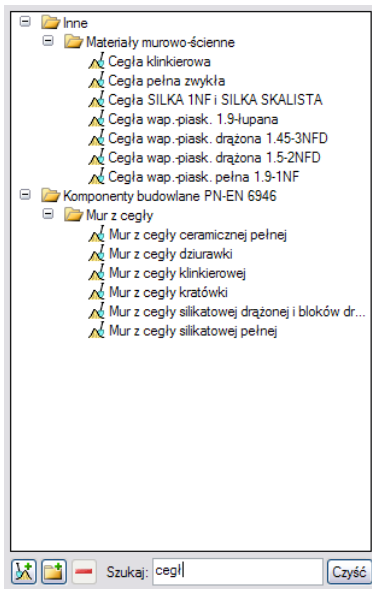 Inne
Materiały murowo-ścienne
Cegła klinkierowa
Cegła pełna zwykła
Cegła SILKA 1NF i SILKA SKALISTA
Cegła wap.-piask. 1.9-łupana
Cegła wap.-piask. drążona 1.45-3NFD
Cegła wap.-piask. drążona 1.5-2NFD
Cegła wap.-piask. pełna 1.9-1NF
Komponenty budowlane PN-EN 6946
Mur z cegły
Mur z cegły ceramicznej pełnej
Mur z cegły dziurawki
Mur z cegły klinkierowej
Mur z cegły kratówki
Mur z cegły silikatowej drążonej i bloków dr...
Mur z cegły silikatowej pełnej
Szukaj: cegł Czyść